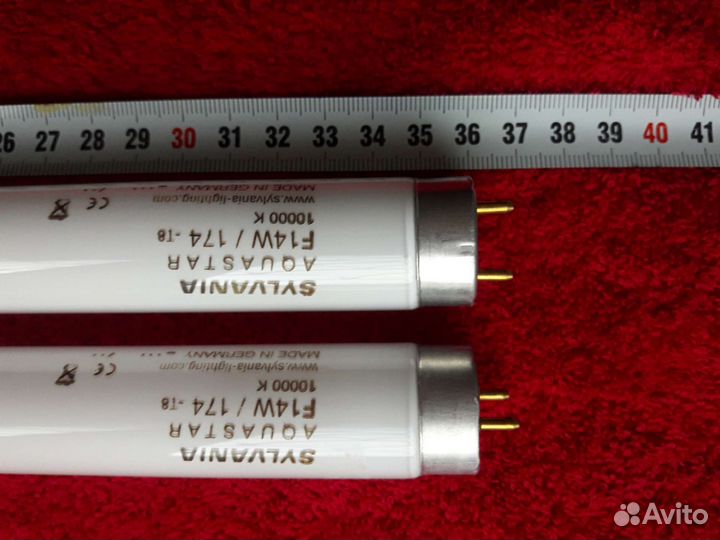 26 27 28 29 30 31 32 33 34 35 36 37 38 39 40 41
SYLVANIA
AQUASTAR
F14W / 174 -T8
10000 K
www.sylvania-lighting.com
MADE IN GERMANY
CE
SYLVANIA
AQUASTAR
F14W / 174 -T8
10000 K
www.sylvania-lighting.com
MADE IN GERMANY
CE
Avito